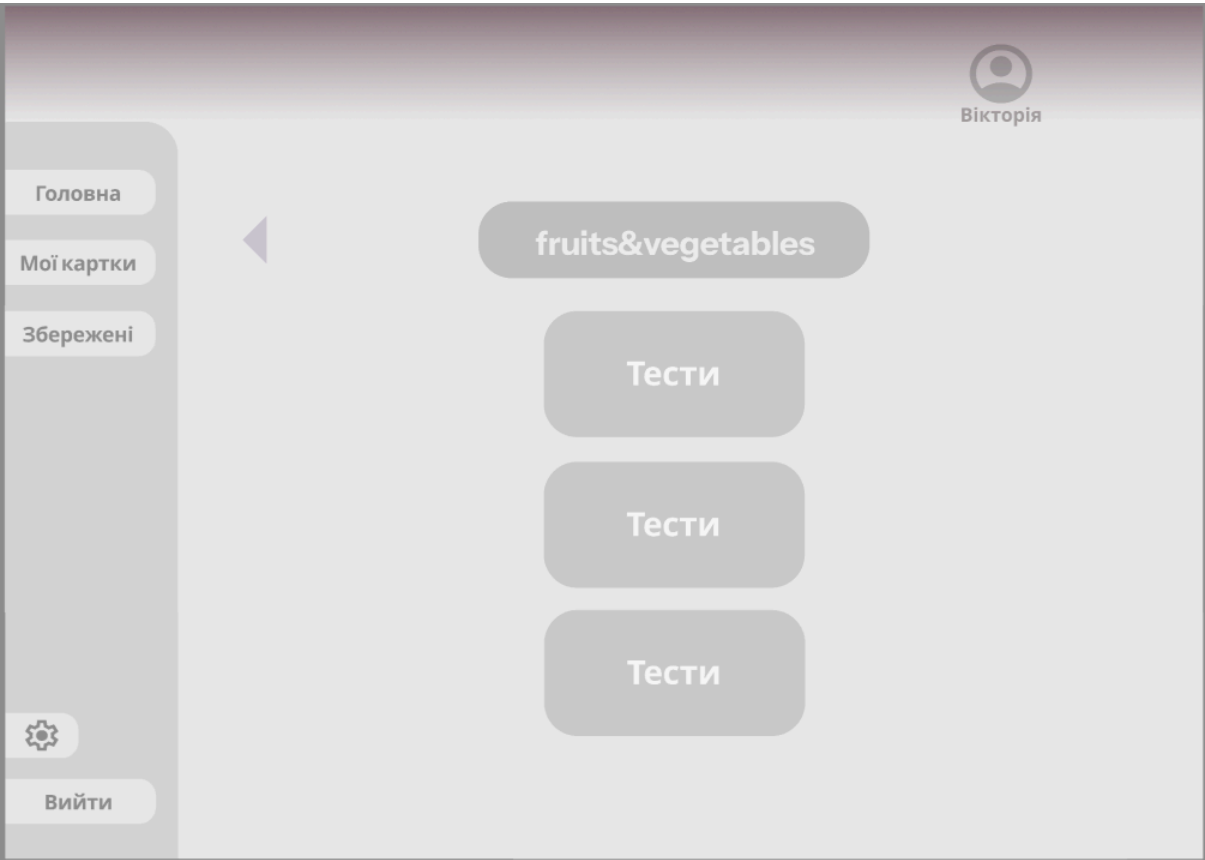 Вікторія
Головна
Мої картки
Збережені
fruits&vegetables
Тести
Тести
Тести
Вийти